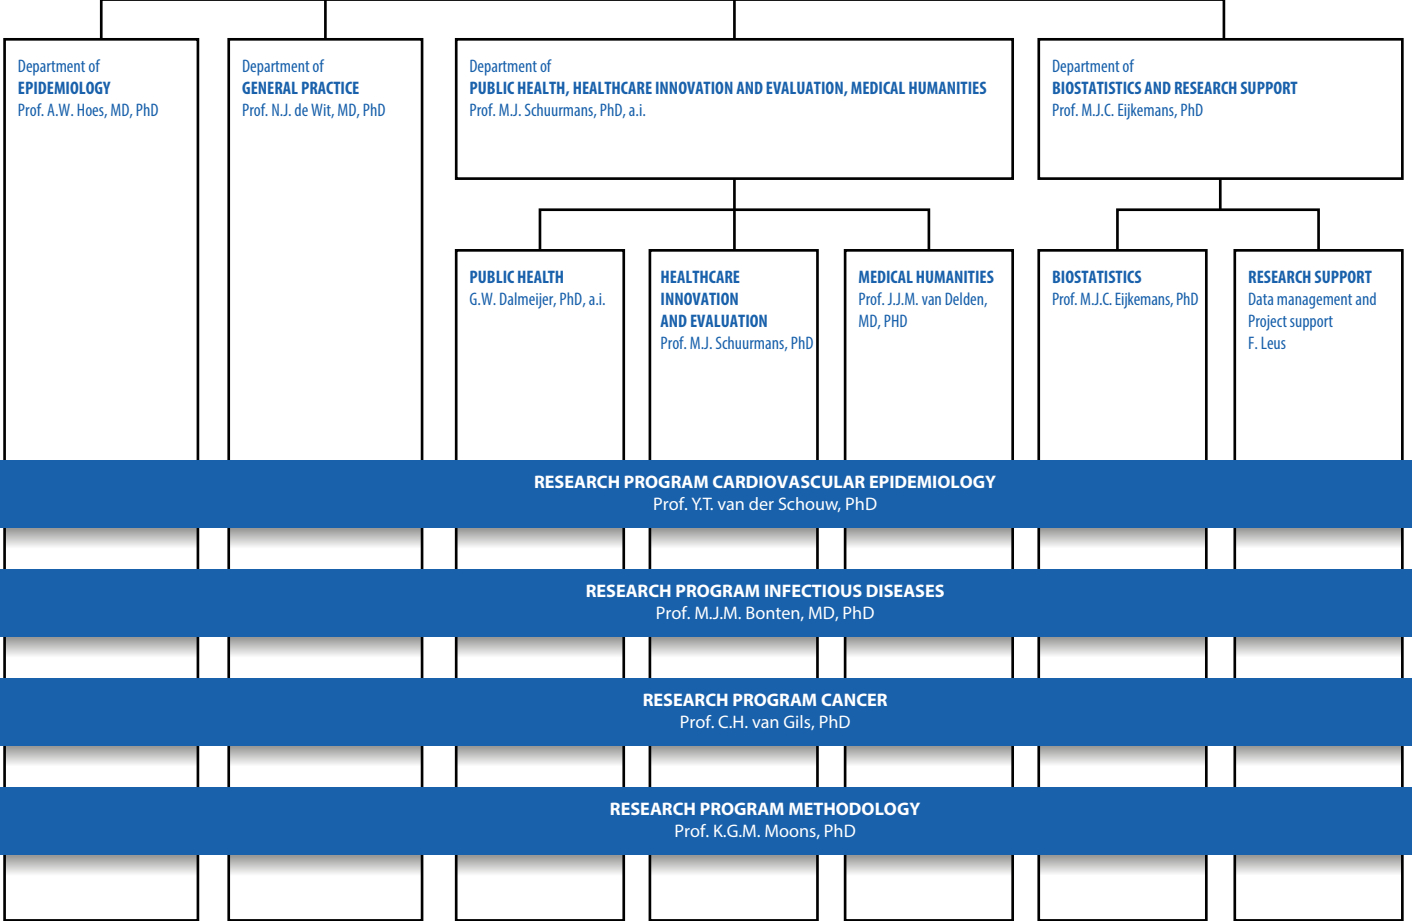 Department of
EPIDEMIOLOGY
Prof. A.W. Hoes, MD, PhD
Department of
GENERAL PRACTICE
Prof. N.J. de Wit, MD, PhD
Department of
PUBLIC HEALTH, HEALTHCARE INNOVATION AND EVALUATION, MEDICAL HUMANITIES
Prof. M.J. Schuurmans, PhD, a.i.
Department of
BIOSTATISTICS AND RESEARCH SUPPORT
Prof. M.J.C. Eijkemans, PhD
PUBLIC HEALTH
G.W. Dalmeijer, PhD, a.i.
HEALTHCARE
INNOVATION
AND EVALUATION
Prof. M.J. Schuurmans, PhD
MEDICAL HUMANITIES
Prof. J.J.M. van Delden,
MD, PHD
BIOSTATISTICS
Prof. M.J.C. Eijkemans, PhD
RESEARCH SUPPORT
Data management and
Project support
F. Leus
RESEARCH PROGRAM CARDIOVASCULAR EPIDEMIOLOGY
Prof. Y.T. van der Schouw, PhD
RESEARCH PROGRAM INFECTIOUS DISEASES
Prof. M.J.M. Bonten, MD, PhD
RESEARCH PROGRAM CANCER
Prof. C.H. van Gils, PhD
RESEARCH PROGRAM METHODOLOGY
Prof. K.G.M. Moons, PhD